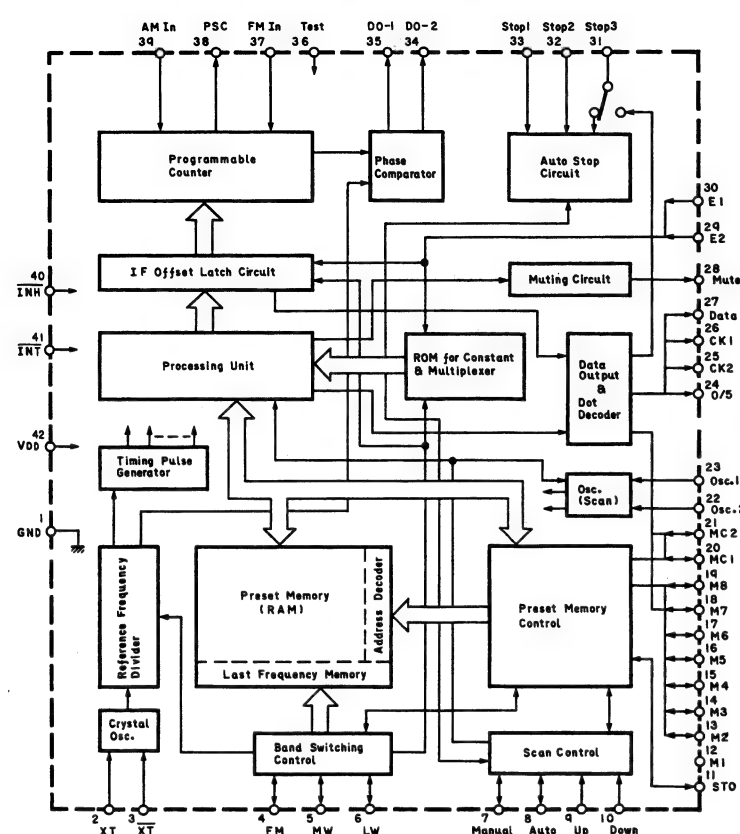 AM In PSC FM In Test DO-1 DO-2 Stop1 Stop2 Stop3
39 38 37 36 35 34 33 32 31
Programmable
Counter
Phase
Comparator
Auto Stop
Circuit
30
E1
29
E2
IF Offset Latch Circuit
Muting Circuit
28
Mute
40
INH
27
Data
26
CK1
25
CK2
24
O/S
41
INT
Processing Unit
ROM for Constant
& Multiplexer
Data
Output
&
Dot
Decoder
42
VDD
Timing Pulse
Generator
Osc.
(Scan)
23
Osc.1
22
Osc.
1
GND
21
MC2
20
MC1
19
M8
18
M7
17
M6
16
M5
15
M4
14
M3
13
M2
12
M1
11
STO
Reference Frequency
Divider
Preset Memory
(RAM)
Address Decoder
Last Frequency Memory
Preset Memory
Control
Crystal
Osc.
Band Switching
Control
Scan Control
2 3 4 5 6 7 8 9 10
XT XT FM MW LW Manual Auto Up Down